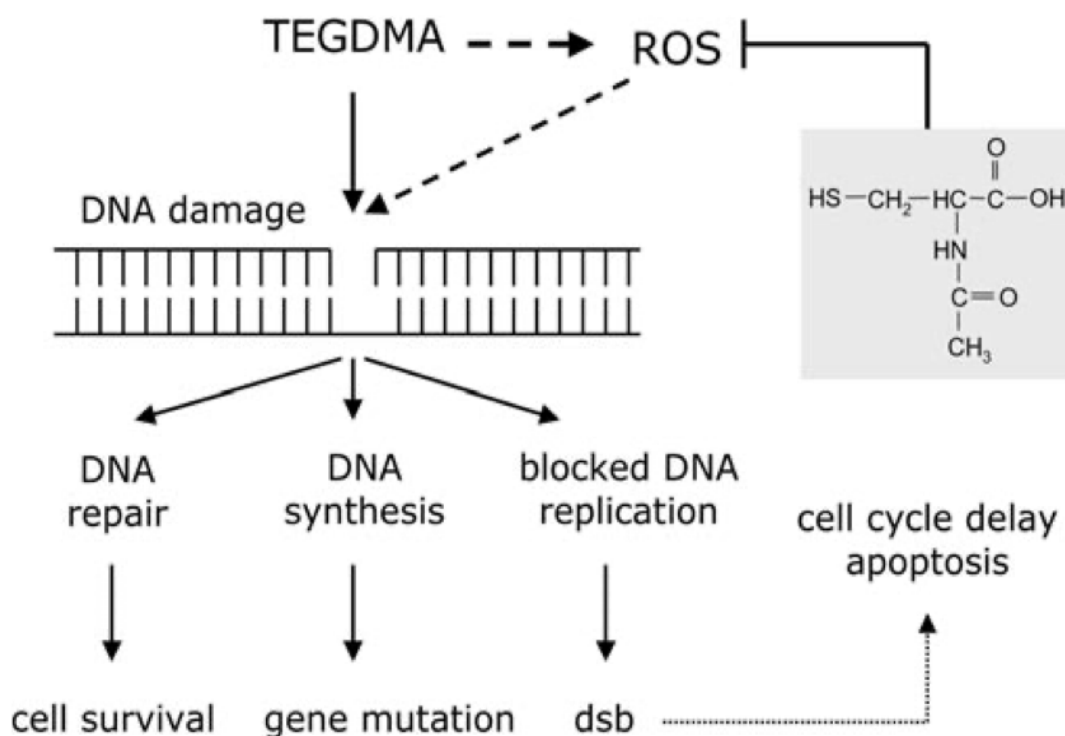 TEGDMA
ROS
O
HS—CH2—HC—C—OH
HN
C=O
CH3
DNA damage
DNA
repair
DNA
synthesis
blocked DNA
replication
cell cycle delay
apoptosis
cell survival
gene mutation
dsb